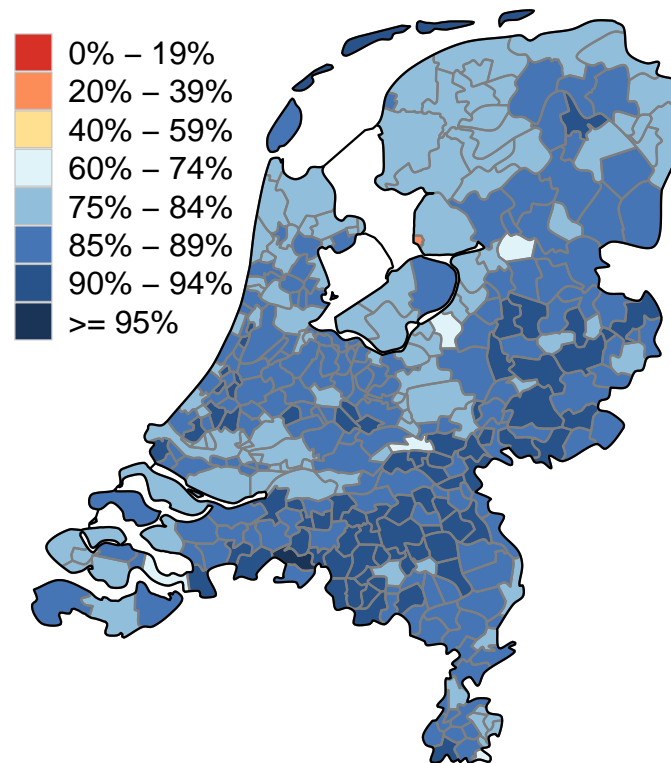 0% – 19%
20% – 39%
40% – 59%
60% – 74%
75% – 84%
85% – 89%
90% – 94%
>= 95%